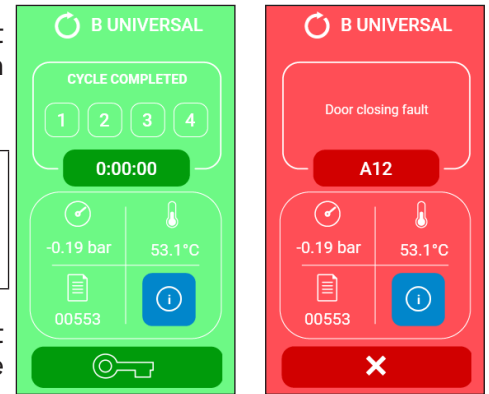 B UNIVERSAL
CYCLE COMPLETED
1 2 3 4
0:00:00
-0.19 bar
53.1°C
00553
i
B UNIVERSAL
Door closing fault
A12
-0.19 bar
53.1°C
00553
i